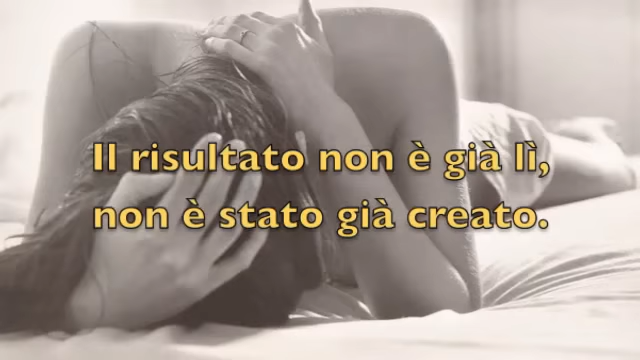 Il risultato non è già lì,
non è stato già creato.